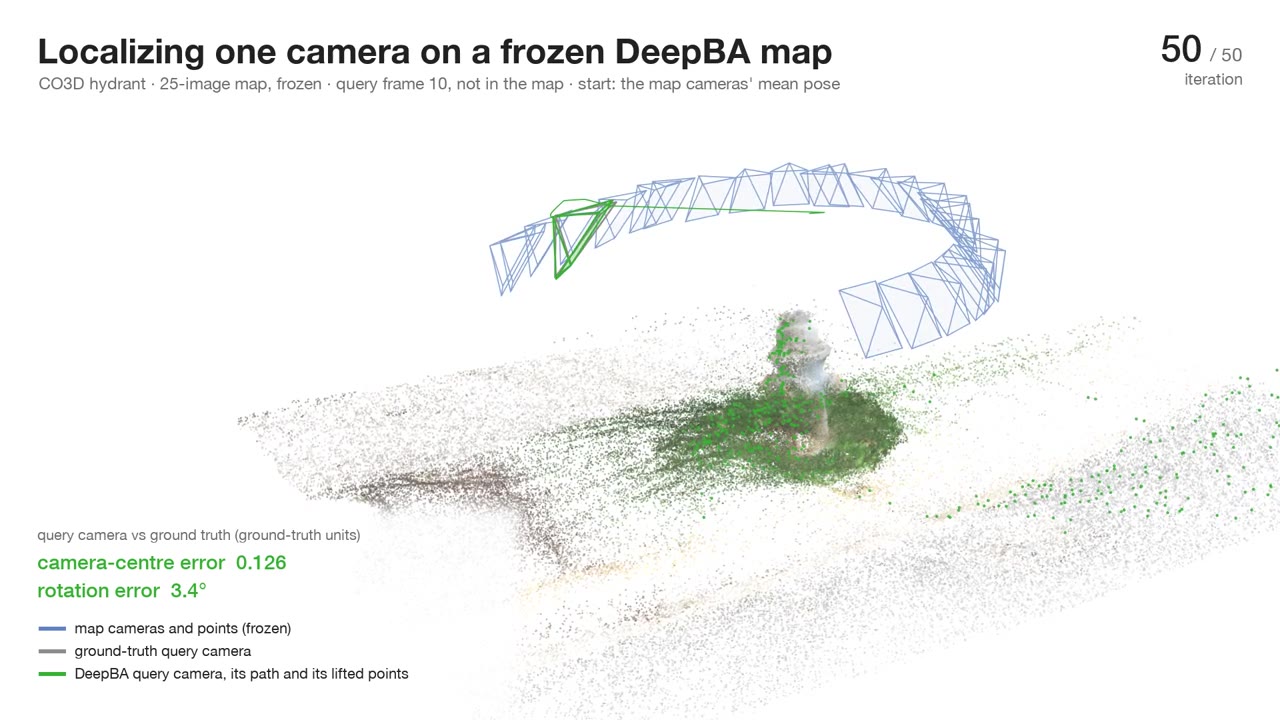 Localizing one camera on a frozen DeepBA map
CO3D hydrant · 25-image map, frozen · query frame 10, not in the map · start: the map cameras' mean pose
50 / 50
iteration
query camera vs ground truth (ground-truth units)
camera-centre error 0.126
rotation error 3.4°
map cameras and points (frozen)
ground-truth query camera
DeepBA query camera, its path and its lifted points